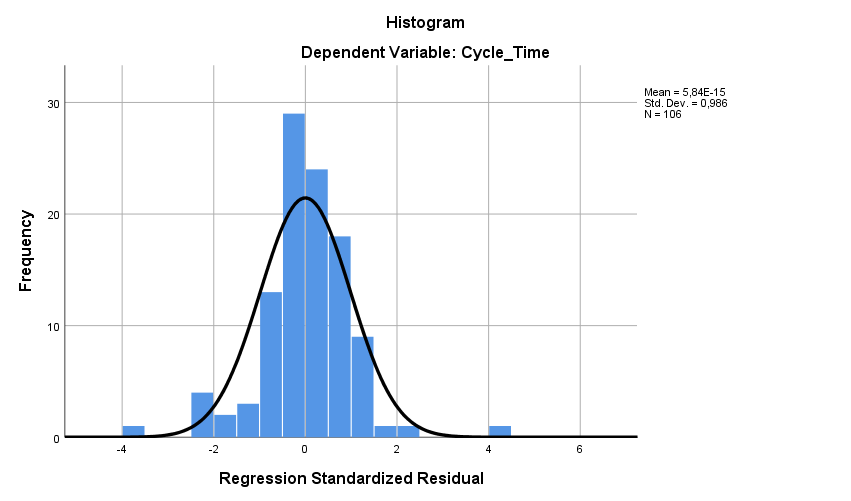 Histogram
Dependent Variable: Cycle_Time
Mean = 5,84E-15
Std. Dev. = 0,986
N = 106
Frequency
30
20
10
0
-4
-2
0
2
4
6
Regression Standardized Residual